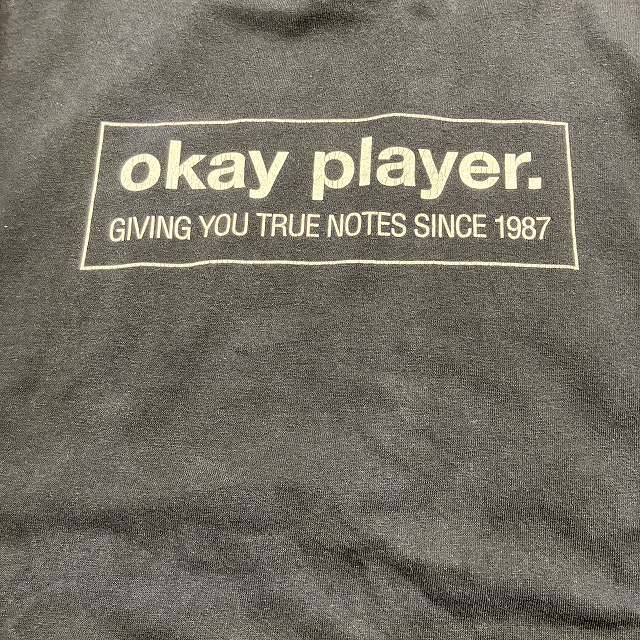 okay player.
GIVING YOU TRUE NOTES SINCE 1987